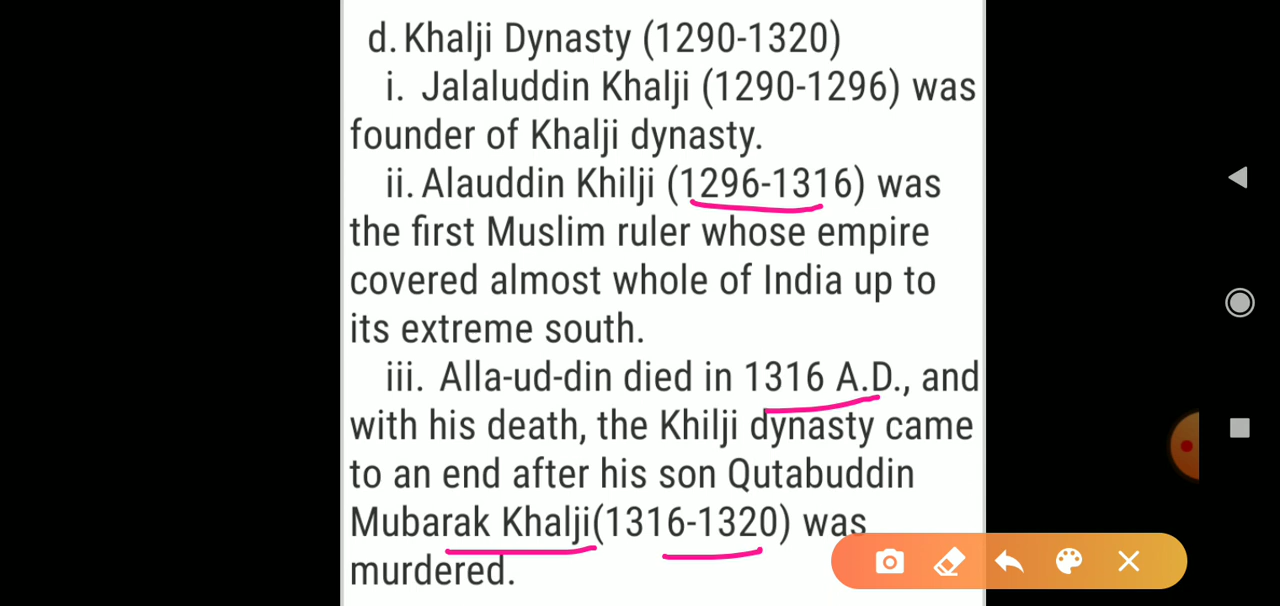 d. Khalji Dynasty (1290-1320)
i. Jalaluddin Khalji (1290-1296) was
founder of Khalji dynasty.
ii. Alauddin Khilji (1296-1316) was
the first Muslim ruler whose empire
covered almost whole of India up to
its extreme south.
iii. Alla-ud-din died in 1316 A.D., and
with his death, the Khilji dynasty came
to an end after his son Qutabuddin
Mubarak Khalji(1316-1320) was
murdered.